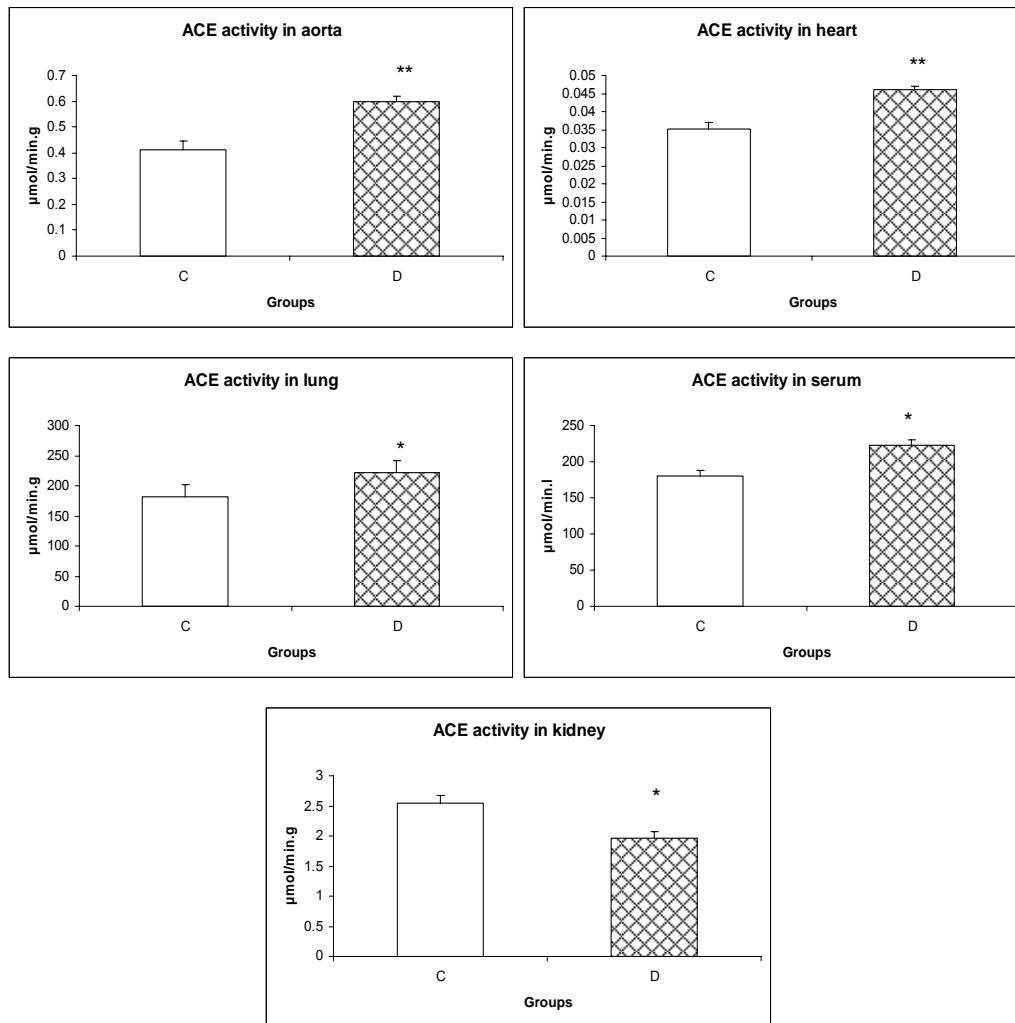 ACE activity in aorta
µmol/min.g
0.7
0.6
0.5
0.4
0.3
0.2
0.1
0
**
C
D
Groups
ACE activity in heart
µmol/min.g
0.05
0.045
0.04
0.035
0.03
0.025
0.02
0.015
0.01
0.005
0
**
C
D
Groups
ACE activity in lung
µmol/min.g
300
250
200
150
100
50
0
*
C
D
Groups
ACE activity in serum
µmol/min.l
250
200
150
100
50
0
*
C
D
Groups
ACE activity in kidney
µmol/min.g
3
2.5
2
1.5
1
0.5
0
*
C
D
Groups